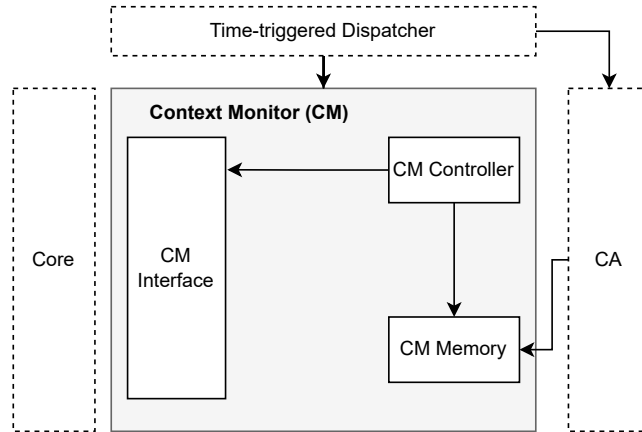 Time-triggered Dispatcher
Context Monitor (CM)
CM Controller
Core
CM
Interface
CA
CM Memory